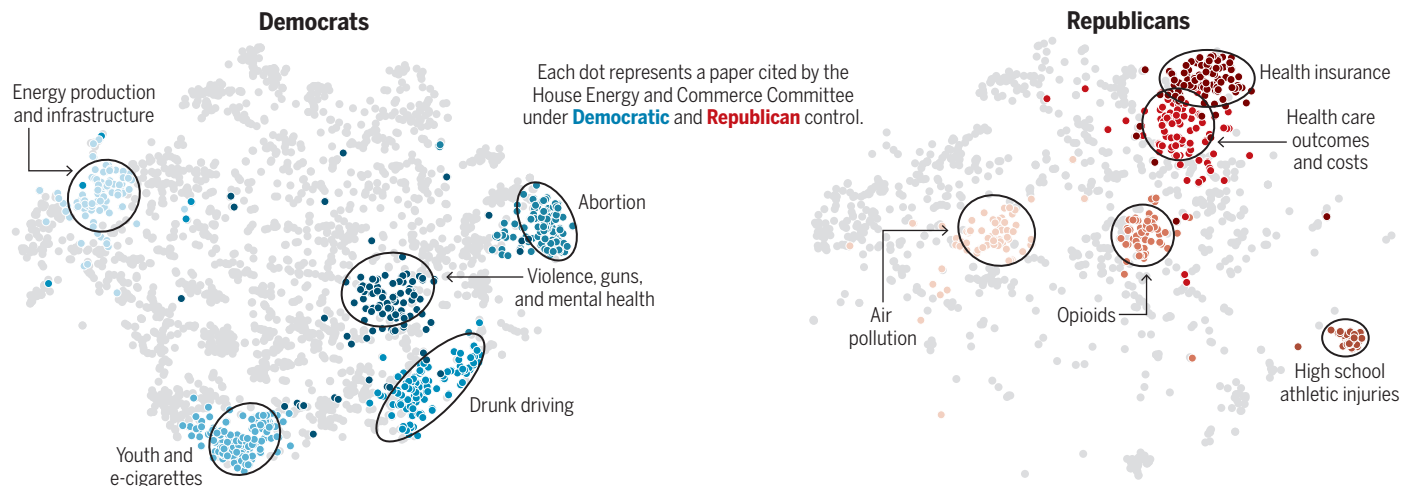 Democrats
Energy production
and infrastructure
Each dot represents a paper cited by the
House Energy and Commerce Committee
under Democratic and Republican control.
Abortion
Violence, guns,
and mental health
Drunk driving
Youth and
e-cigarettes
Republicans
Health insurance
Health care
outcomes
and costs
Air
pollution
Opioids
High school
athletic injuries